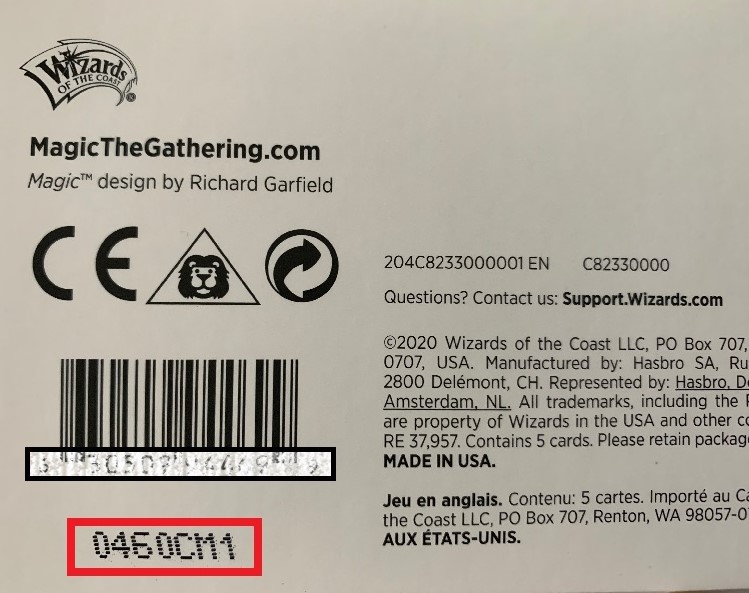 Wizards
OF THE COAST
®
MagicTheGathering.com
Magic™ design by Richard Garfield
CE
204C8233000001 EN C82330000
Questions? Contact us: Support.Wizards.com
©2020 Wizards of the Coast LLC, PO Box 707,
0707, USA. Manufactured by: Hasbro SA, Ru
2800 Delémont, CH. Represented by: Hasbro, De
Amsterdam, NL. All trademarks, including the
are property of Wizards in the USA and other co
RE 37,957. Contains 5 cards. Please retain packag
MADE IN USA.
Jeu en anglais. Contenu: 5 cartes. Importé au Ca
the Coast LLC, PO Box 707, Renton, WA 98057-07
AUX ÉTATS-UNIS.
0460CM1